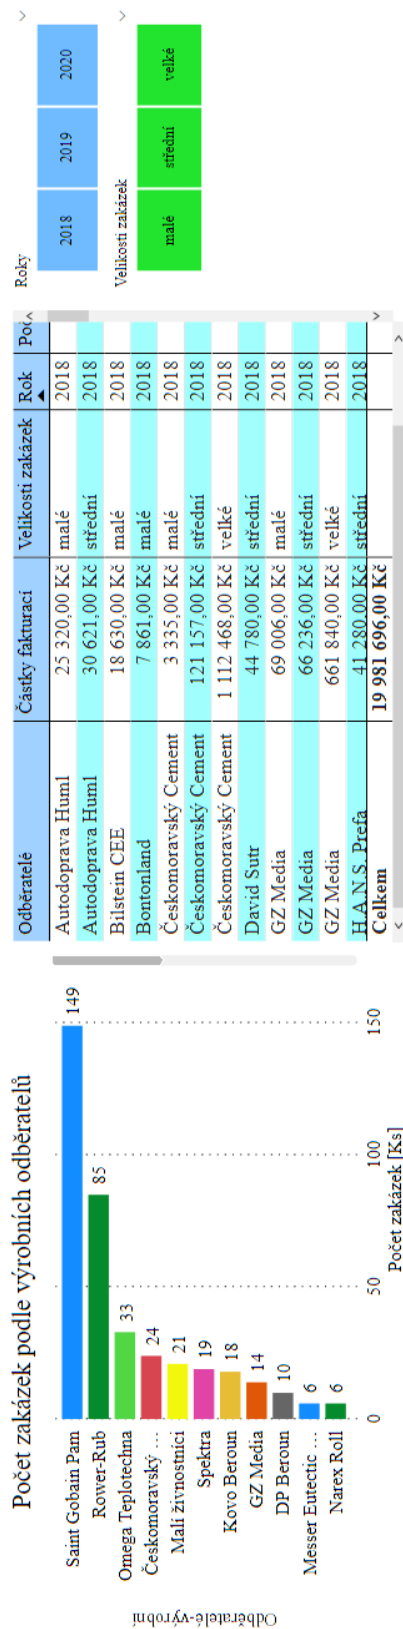 Počet zakázek podle výrobních odběratelů
Odběratelé-výrobní
Saint Gobain Pam 149
Rower-Rub 85
Omega Teplotechna 33
Českomoravský ... 24
Malí živnostníci 21
Spektra 19
Kovo Beroun 18
GZ Media 14
DP Beroun 10
Messer Eutectic ... 6
Narex Roll 6
0 50 100 150
Počet zakázek [Ks]
Odběratelé Částky fakturací Velikosti zakázek Rok Poč
Autodoprava Huml 25 320,00 Kč malé 2018
Autodoprava Huml 30 621,00 Kč střední 2018
Bilstein CEE 18 630,00 Kč malé 2018
Bontonland 7 861,00 Kč malé 2018
Českomoravský Cement 3 335,00 Kč malé 2018
Českomoravský Cement 121 157,00 Kč střední 2018
Českomoravský Cement 1 112 468,00 Kč velké 2018
David Sutr 44 780,00 Kč střední 2018
GZ Media 69 006,00 Kč malé 2018
GZ Media 66 236,00 Kč střední 2018
GZ Media 661 840,00 Kč velké 2018
H.A.N.S. Prefa 41 280,00 Kč střední 2018
Celkem 19 981 696,00 Kč
Roky
2018 2019 2020
Velikosti zakázek
malé střední velké